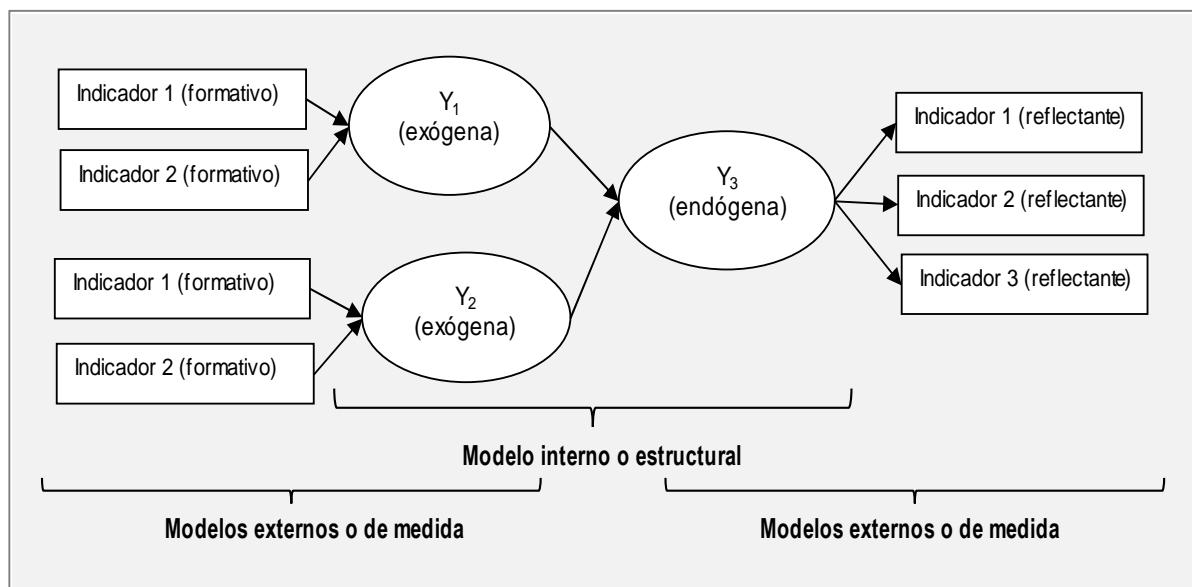 Indicador 1 (formativo)
Indicador 2 (formativo)
Y₁
(exógena)
Indicador 1 (formativo)
Indicador 2 (formativo)
Y₂
(exógena)
Y₃
(endógena)
Indicador 1 (reflectante)
Indicador 2 (reflectante)
Indicador 3 (reflectante)
Modelo interno o estructural
Modelos externos o de medida
Modelos externos o de medida